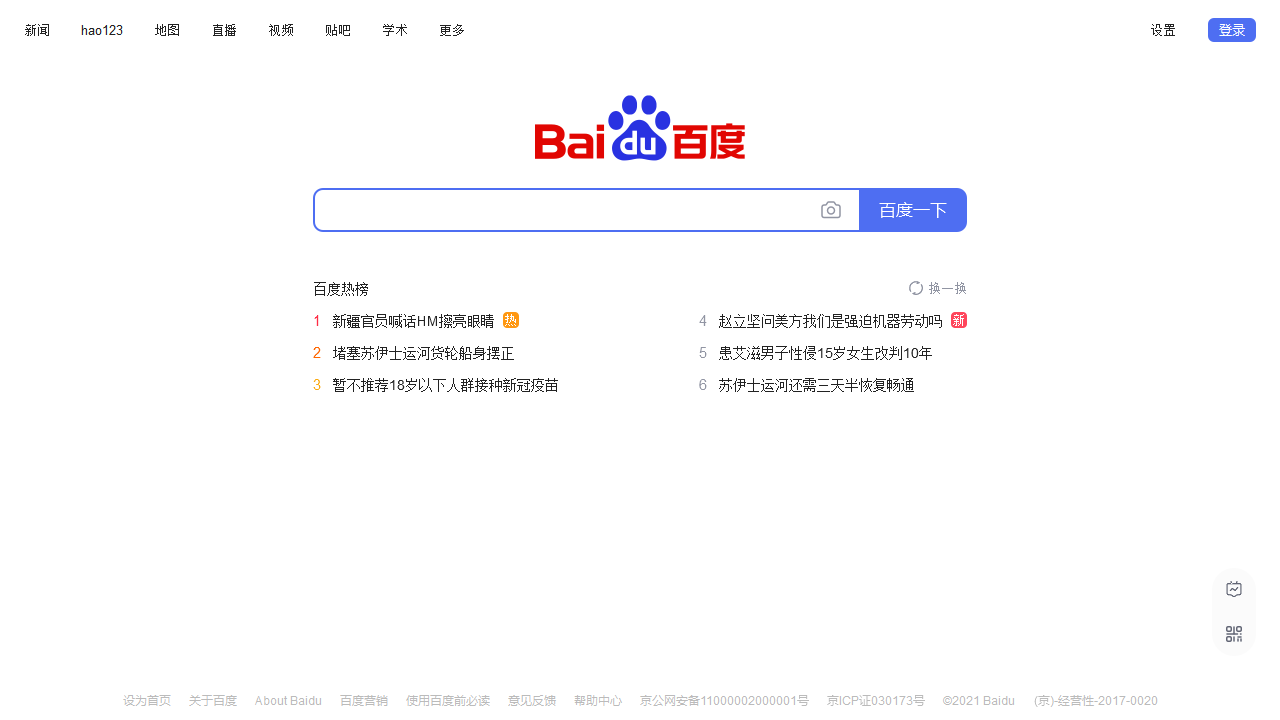 新闻 hao123 地图 直播 视频 贴吧 学术 更多 设置 登录
Bai du 百度
百度一下
百度热榜 换一换
1 新疆官员喊话HM擦亮眼睛 热
2 堵塞苏伊士运河货轮船身摆正
3 暂不推荐18岁以下人群接种新冠疫苗
4 赵立坚问美方我们是强迫机器劳动吗 新
5 患艾滋男子性侵15岁女生改判10年
6 苏伊士运河还需三天半恢复畅通
设为首页 关于百度 About Baidu 百度营销 使用百度前必读 意见反馈 帮助中心 京公网安备11000002000001号 京ICP证030173号 ©2021 Baidu (京)-经营性-2017-0020